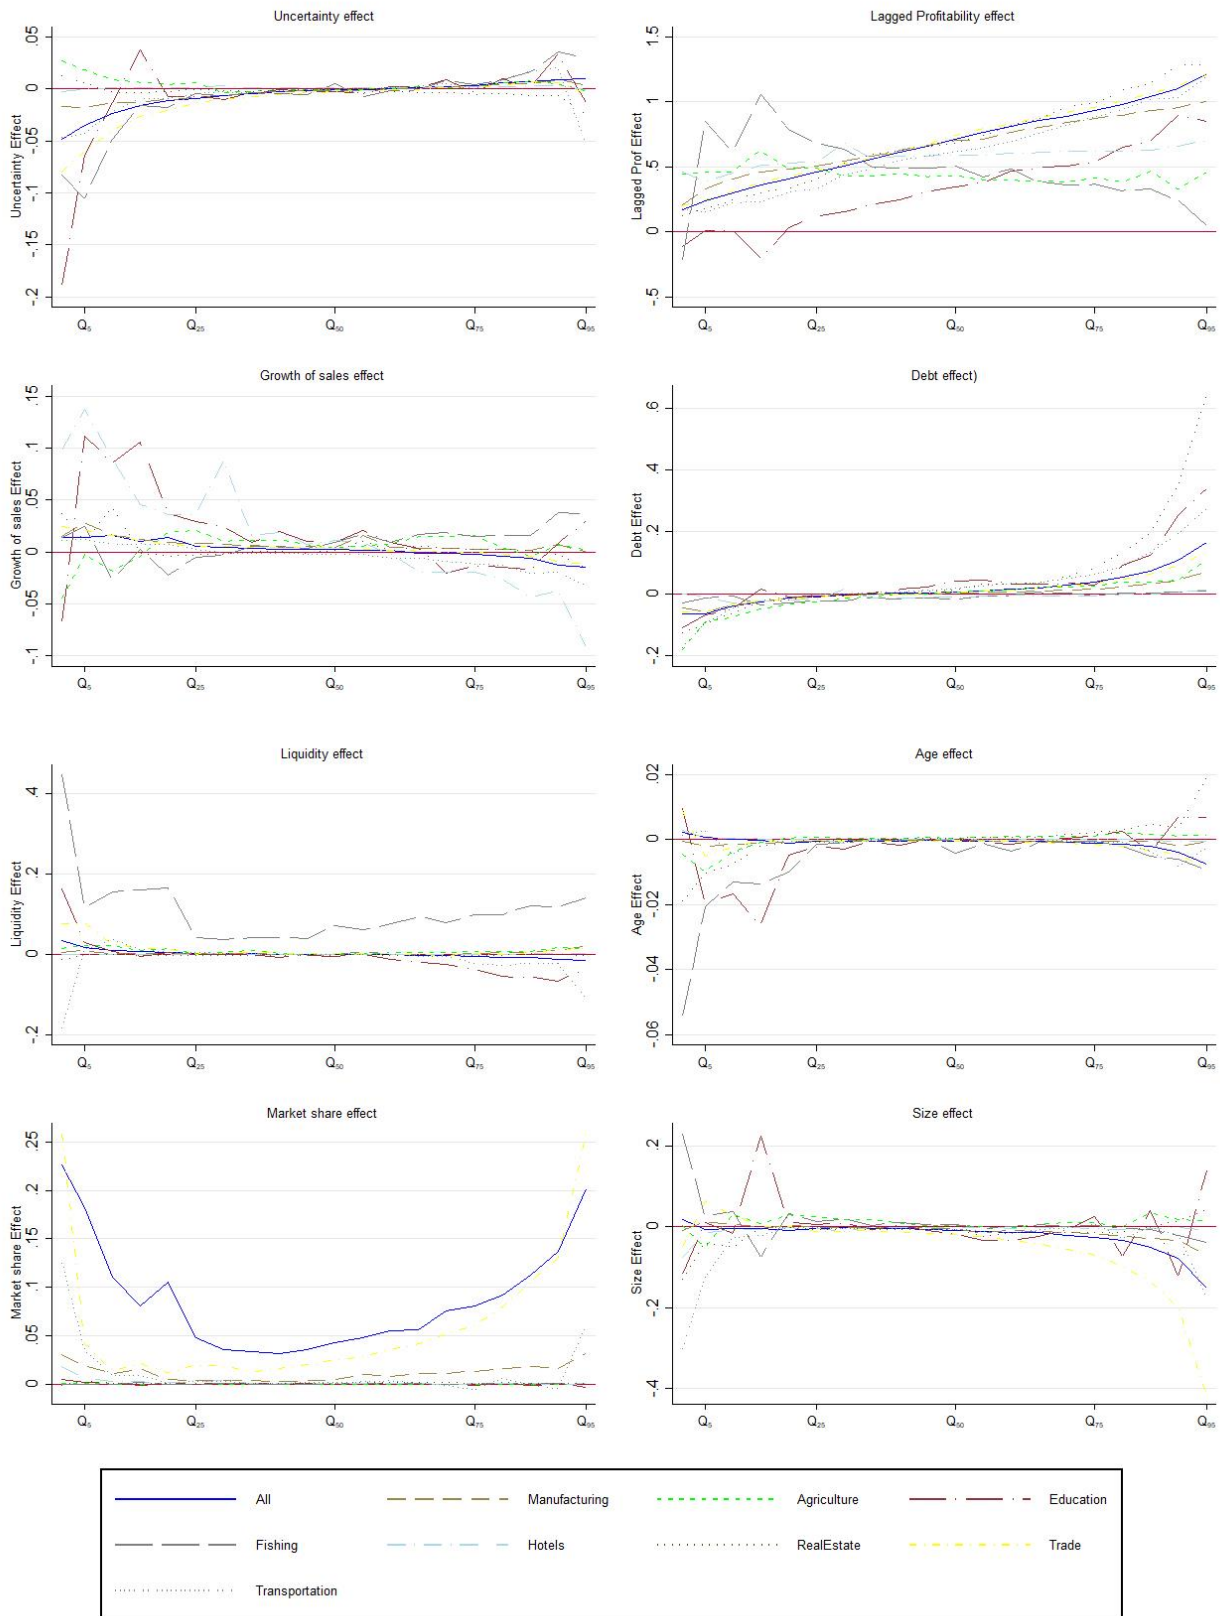 Uncertainty effect
Uncertainty Effect
.05
0
-.05
-.1
-.15
-.2
Q₅
Q₂₅
Q₅₀
Q₇₅
Q₉₅
Lagged Profitability effect
Lagged Prof Effect
1.5
1
.5
0
-.5
Q₅
Q₂₅
Q₅₀
Q₇₅
Q₉₅
Growth of sales effect
Growth of sales Effect
.15
.1
.05
0
-.05
-.1
Q₅
Q₂₅
Q₅₀
Q₇₅
Q₉₅
Debt effect)
Debt Effect
.6
.4
.2
0
-.2
Q₅
Q₂₅
Q₅₀
Q₇₅
Q₉₅
Liquidity effect
Liquidity Effect
.4
.2
0
-.2
Q₅
Q₂₅
Q₅₀
Q₇₅
Q₉₅
Age effect
Age Effect
.02
0
-.02
-.04
-.06
Q₅
Q₂₅
Q₅₀
Q₇₅
Q₉₅
Market share effect
Market share Effect
.25
.2
.15
.1
.05
0
Q₅
Q₂₅
Q₅₀
Q₇₅
Q₉₅
Size effect
Size Effect
.2
0
-.2
-.4
Q₅
Q₂₅
Q₅₀
Q₇₅
Q₉₅
All Manufacturing Agriculture Education
Fishing Hotels RealEstate Trade
Transportation